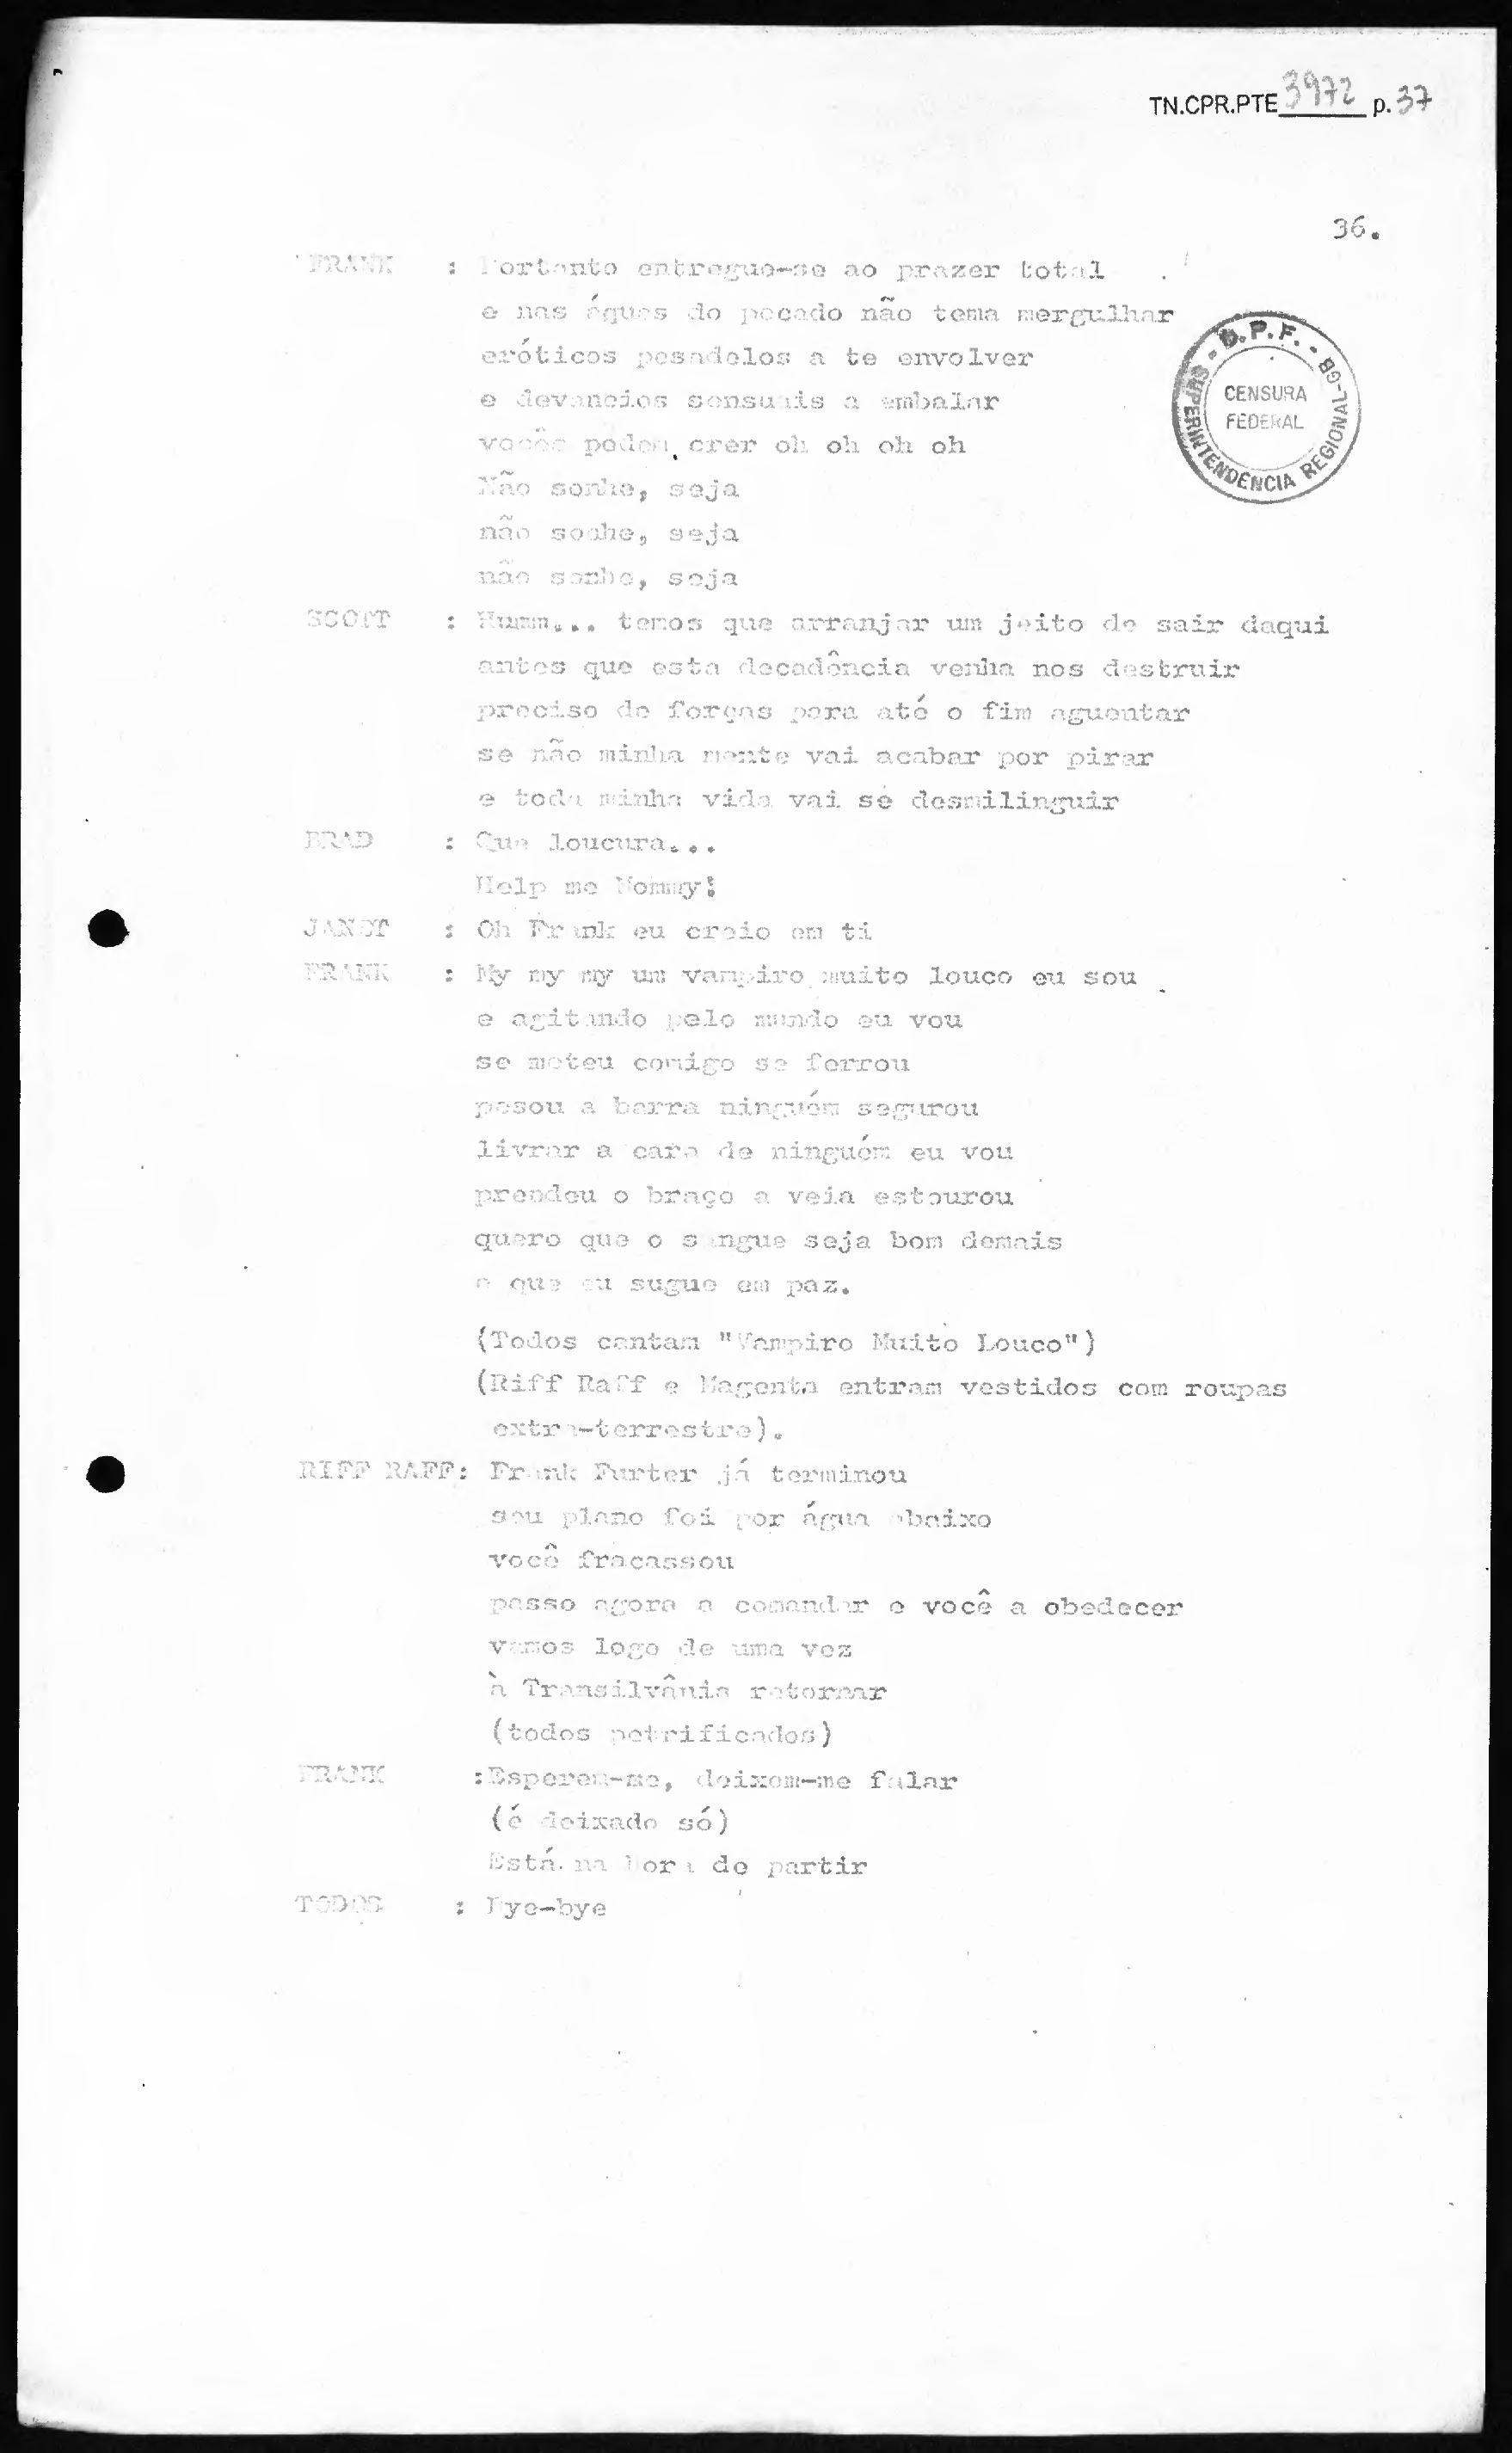 TN.CPR.PTE 3972 p.37
36.
FRANK : Portanto entregue-se ao prazer total
e nas águas do pecado não tema mergulhar
eróticos pesadelos a te envolver
e devaneios sensuais a embalar
vocês podem crer oh oh oh oh
Não sonhe, seja
não sonhe, seja
não sonhe, seja
D.P.F. - SUPERINTENDÊNCIA REGIONAL-GB
CENSURA
FEDERAL
SCOTT : Humm... temos que arranjar um jeito de sair daqui
antes que esta decadência venha nos destruir
preciso de forças para até o fim aguentar
se não minha mente vai acabar por pirar
e toda minha vida vai se desmilinguir
BRAD : Que loucura...
Help me Mommy!
JANET : Oh Frank eu creio em ti
FRANK : My my my um vampiro muito louco eu sou
e agitando pelo mundo eu vou
se meteu comigo se ferrou
pesou a barra ninguém segurou
livrar a cara de ninguém eu vou
prendeu o braço a veia estourou
quero que o sangue seja bom demais
e que eu sugue em paz.
(Todos cantam "Vampiro Muito Louco")
(Riff Raff e Magenta entram vestidos com roupas
extra-terrestre).
RIFF RAFF: Frank Furter já terminou
seu plano foi por água abaixo
você fracassou
passo agora a comandar e você a obedecer
vamos logo de uma vez
à Transilvânia retornar
(todos petrificados)
FRANK :Esperem-me, deixem-me falar
(é deixado só)
Está na hora de partir
TODOS : Bye-bye